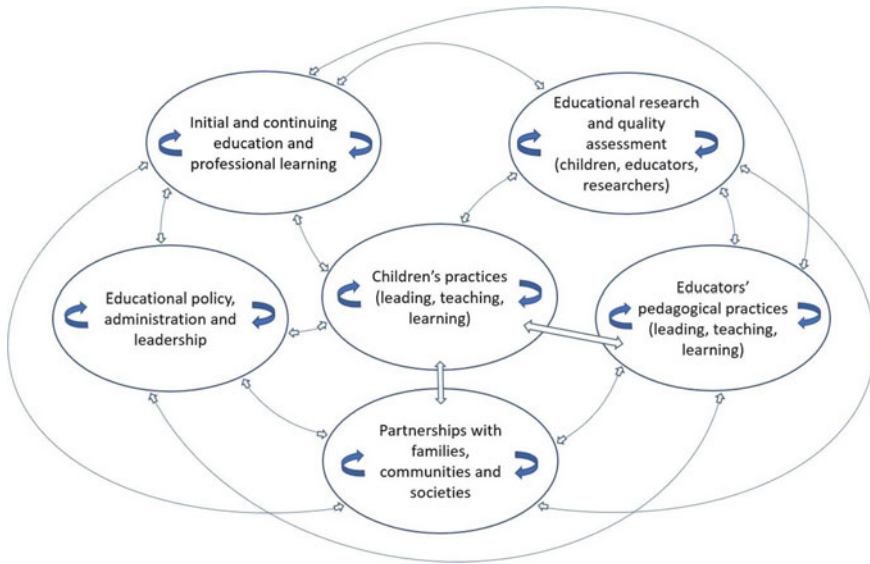 Initial and continuing
education and
professional learning
Educational research
and quality
assessment
(children, educators,
researchers)
Educational policy,
administration and
leadership
Children's practices
(leading, teaching,
learning)
Educators'
pedagogical practices
(leading, teaching,
learning)
Partnerships with
families,
communities and
societies